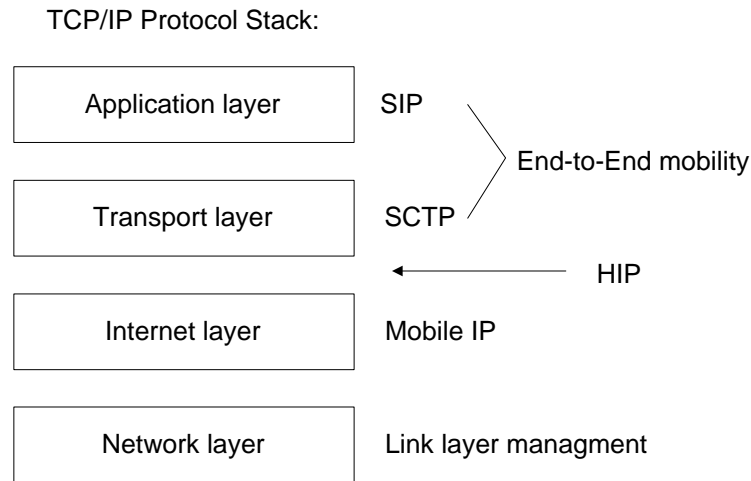 TCP/IP Protocol Stack:
Application layer
SIP
End-to-End mobility
Transport layer
SCTP
HIP
Internet layer
Mobile IP
Network layer
Link layer managment